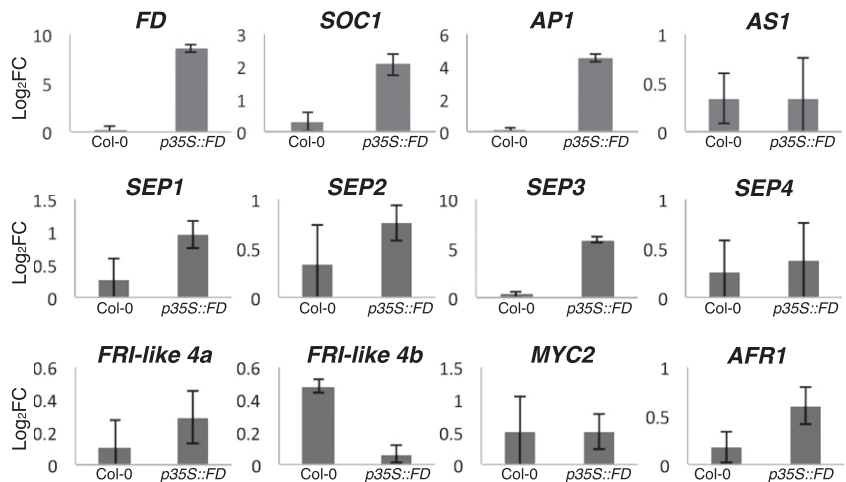 FD SOC1 AP1 AS1
Log₂FC
10 5 0
3 2 1 0
6 4 2 0
1 0.5 0
Col-0 p35S::FD Col-0 p35S::FD Col-0 p35S::FD Col-0 p35S::FD
SEP1 SEP2 SEP3 SEP4
Log₂FC
1.5 1 0.5 0
1 0.5 0
10 5 0
1 0.5 0
Col-0 p35S::FD Col-0 p35S::FD Col-0 p35S::FD Col-0 p35S::FD
FRI-like 4a FRI-like 4b MYC2 AFR1
Log₂FC
0.6 0.4 0.2 0
0.6 0.4 0.2 0
1.5 1 0.5 0
1 0.5 0
Col-0 p35S::FD Col-0 p35S::FD Col-0 p35S::FD Col-0 p35S::FD